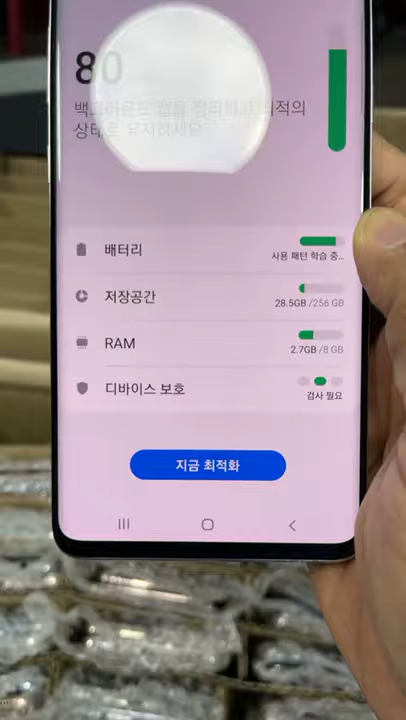 80
백그라운드 앱을 정리하고 최적의
상태로 유지하세요
배터리
사용 패턴 학습 중...
저장공간
28.5GB /256 GB
RAM
2.7GB /8 GB
디바이스 보호
검사 필요
지금 최적화